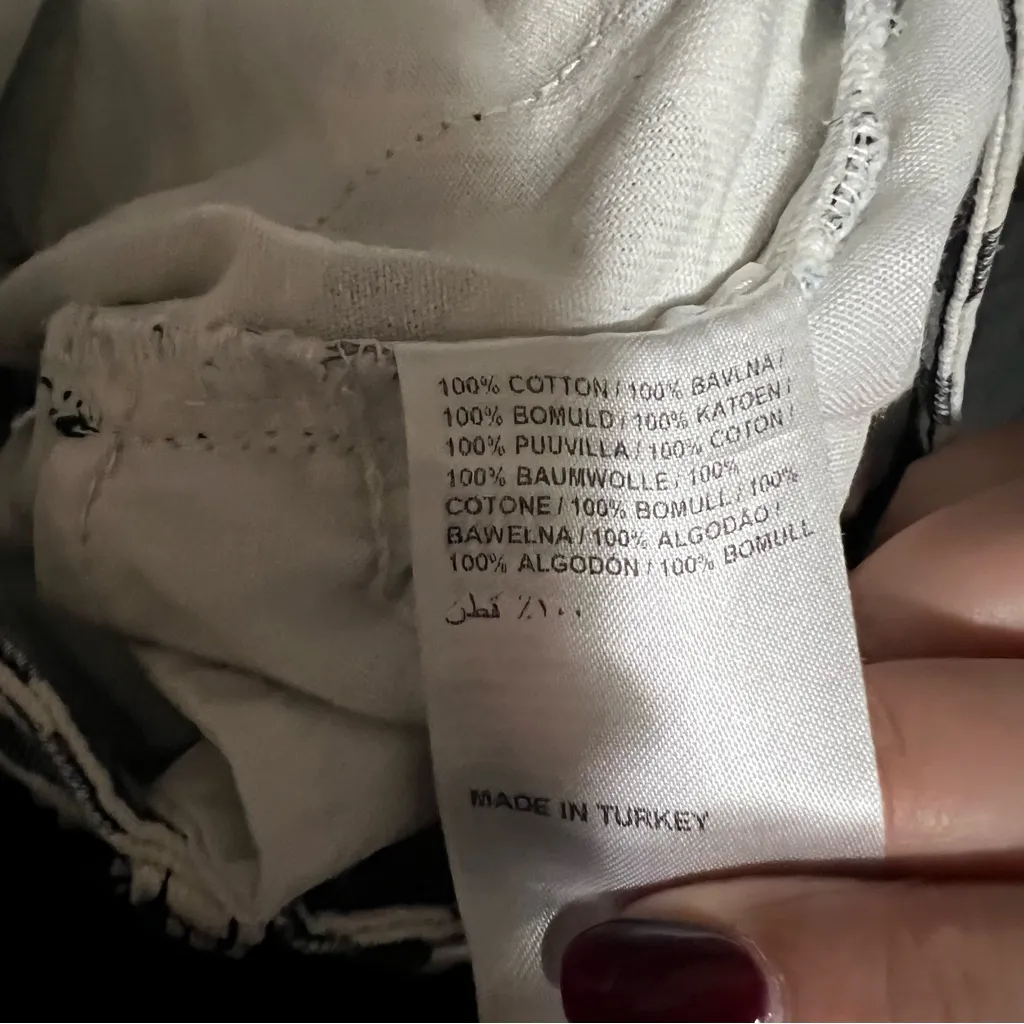 100% COTTON / 100% BAVLNA /
100% BOMULD / 100% KATOEN /
100% PUUVILLA / 100% COTON /
100% BAUMWOLLE / 100%
COTONE / 100% BOMULL / 100%
BAWEŁNA / 100% ALGODÃO /
100% ALGODÓN / 100% BOMULL
١٠٠٪ قطن
MADE IN TURKEY